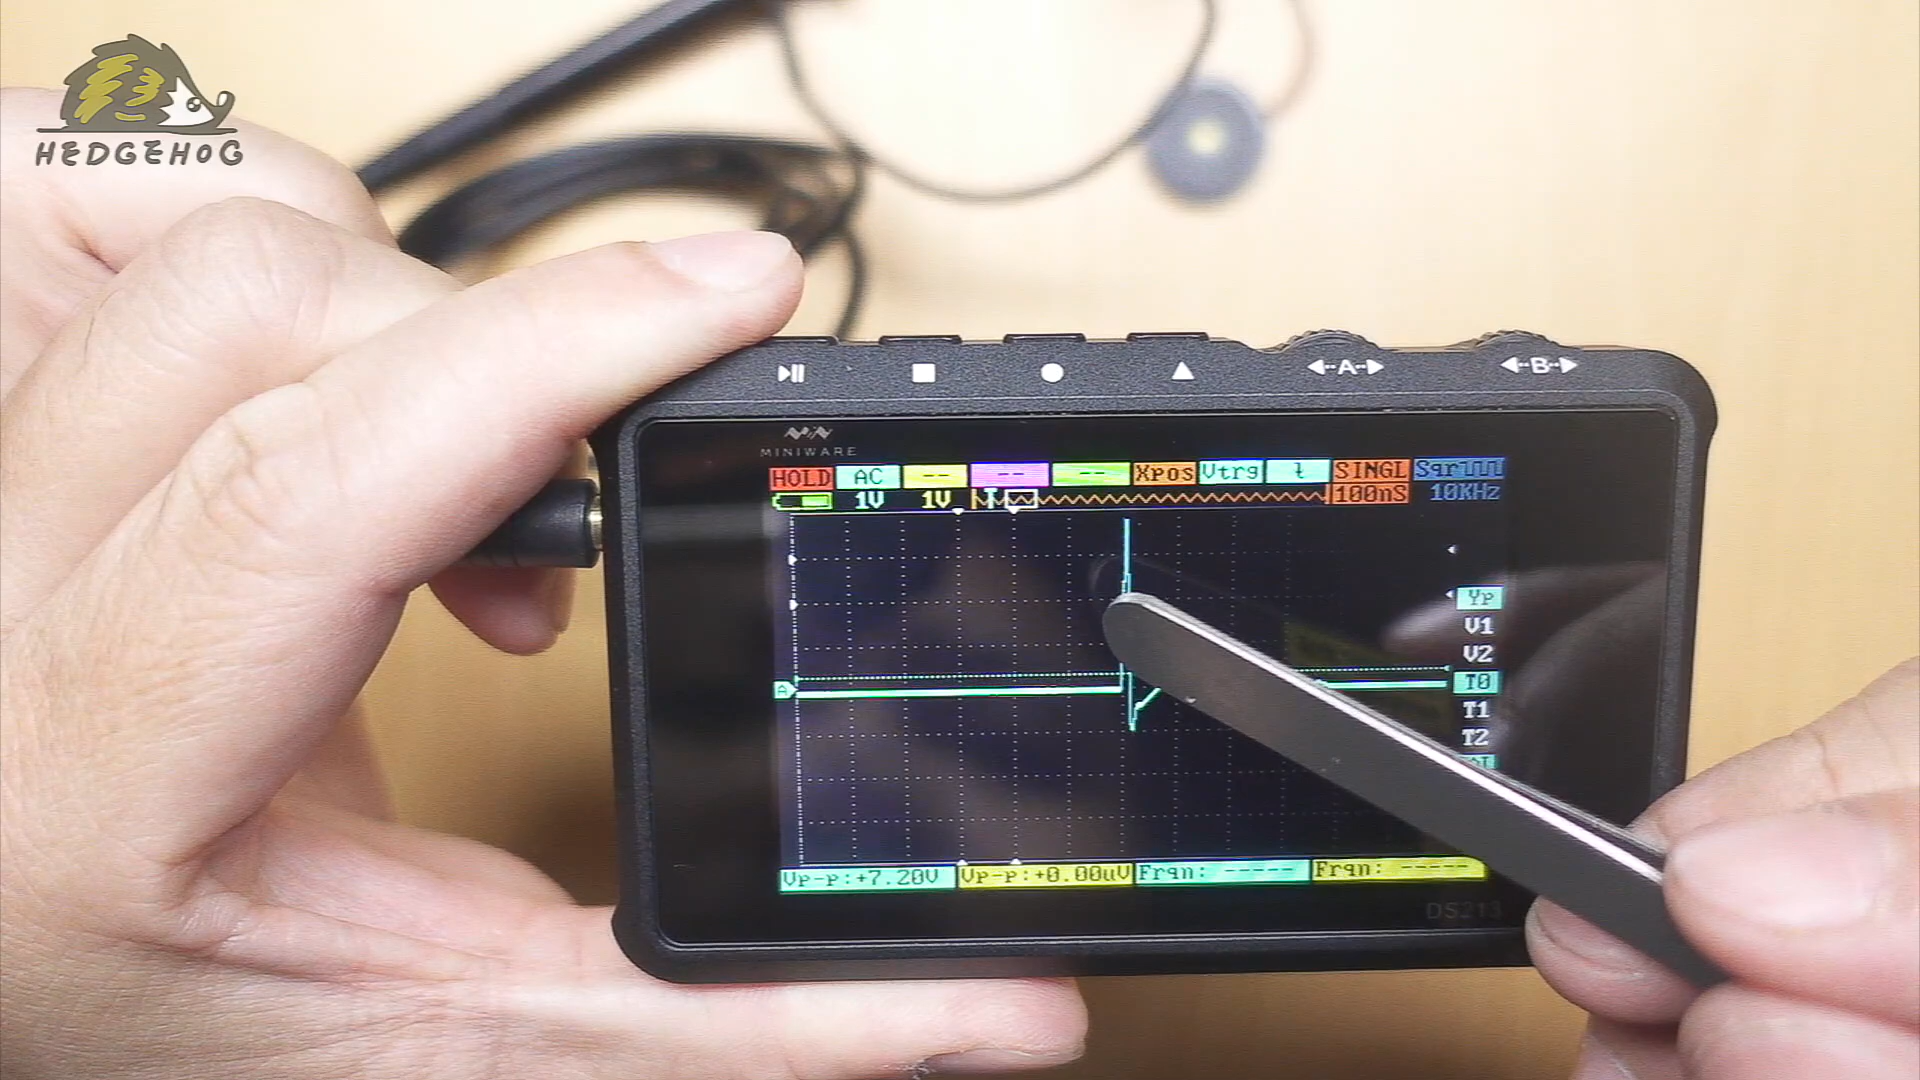 HEDGEHOG
A
B
MINIWARE
HOLD AC -- -- -- Xpos Vtrg SINGL Sqr
1V 1V T 100nS 10KHz
Yp
V1
V2
A T0
T1
T2
Vp-p:+7.20V Vp-p:+0.00uV Frqn: ----- Frqn: -----
DS213